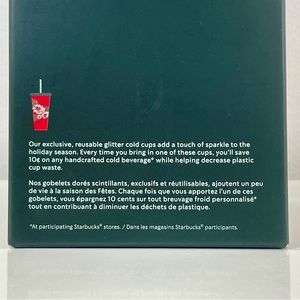 Our exclusive, reusable glitter cold cups add a touch of sparkle to the
holiday season. Every time you bring in one of these cups, you'll save
10¢ on any handcrafted cold beverage* while helping decrease plastic
cup waste.
Nos gobelets dorés scintillants, exclusifs et réutilisables, ajoutent un peu
de vie à la saison des Fêtes. Chaque fois que vous apportez l'un de ces
gobelets, vous épargnez 10 cents sur tout breuvage froid personnalisé*
tout en contribuant à diminuer les déchets de plastique.
*At participating Starbucks® stores. / Dans les magasins Starbucks® participants.